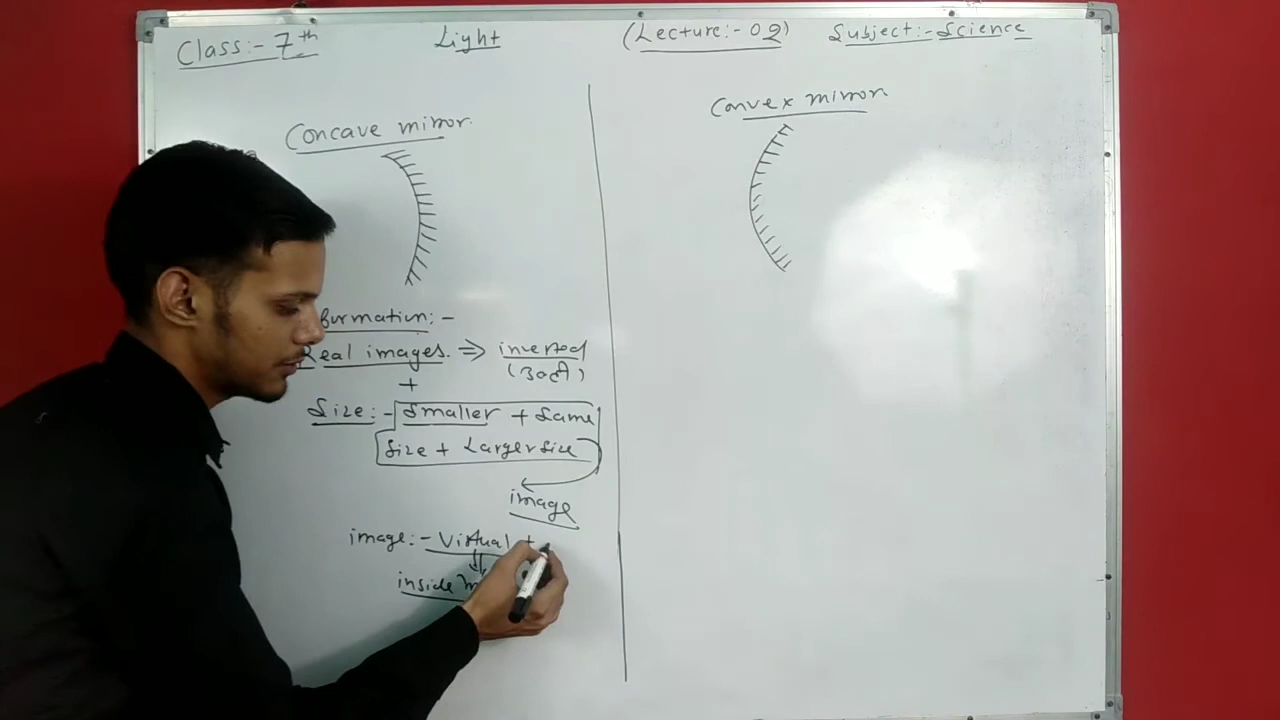 Class:- 7th
Light
(Lecture:- 02)
Subject:- Science
Concave mirror
formation:-
Real images. ⇒ inverted
+
Size:- Smaller + Same
Size + Larger size
image
image:- Virtual +
inside
Convex mirror